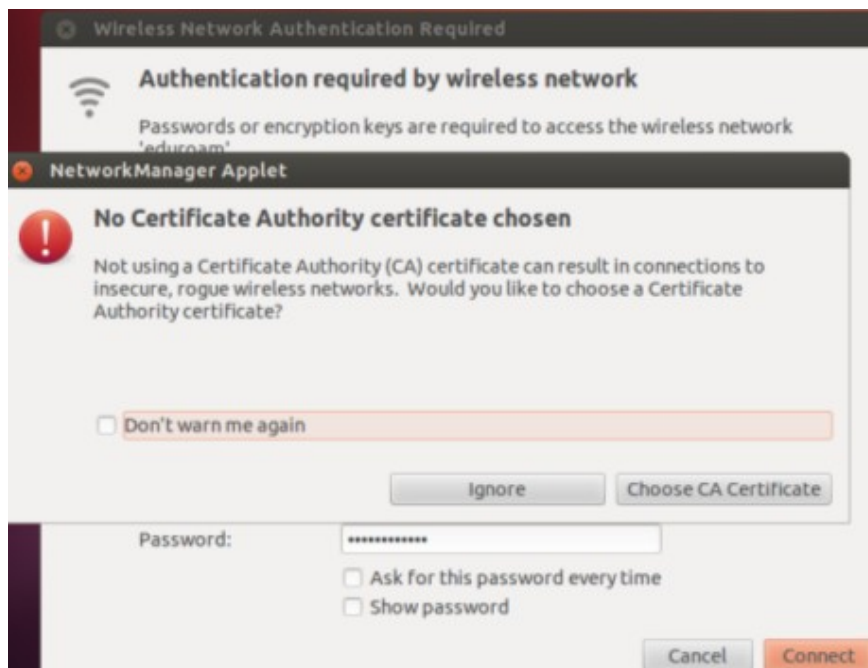 Wireless Network Authentication Required
Authentication required by wireless network
Passwords or encryption keys are required to access the wireless network
'eduroam'
NetworkManager Applet
No Certificate Authority certificate chosen
Not using a Certificate Authority (CA) certificate can result in connections to
insecure, rogue wireless networks. Would you like to choose a Certificate
Authority certificate?
Don't warn me again
Ignore
Choose CA Certificate
Password:
••••••••••••
Ask for this password every time
Show password
Cancel
Connect